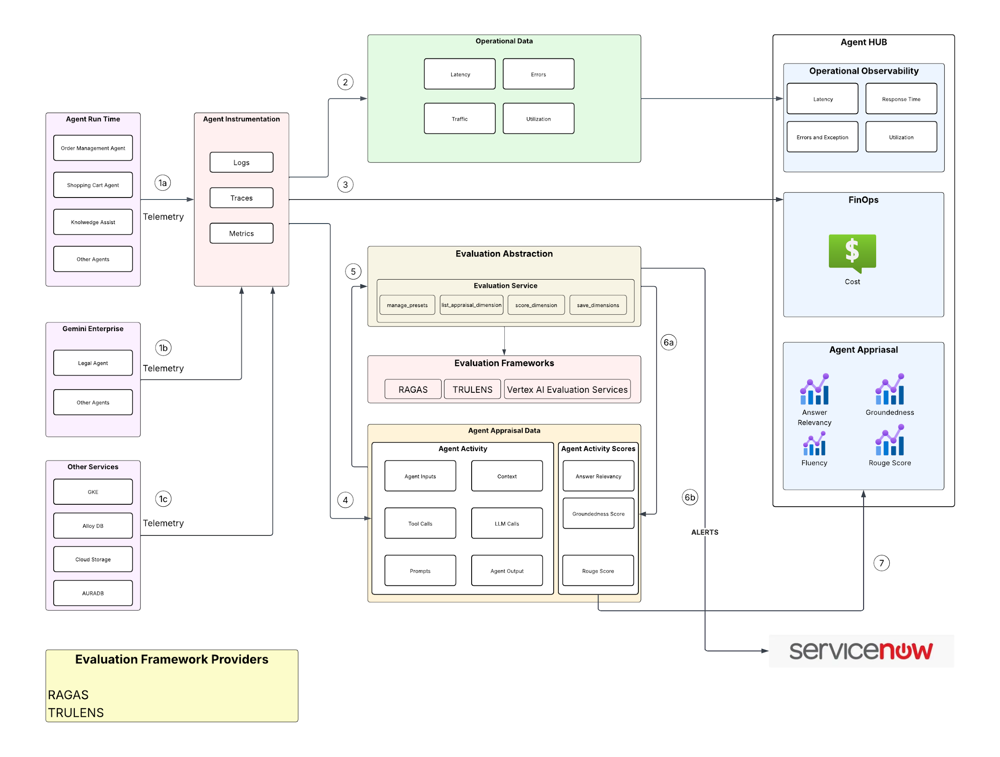 Operational Data
Latency
Errors
Traffic
Utilization
Agent HUB
Operational Observability
Latency
Response Time
Errors and Exception
Utilization
FinOps
$
Cost
Agent Appriasal
Answer
Relevancy
Groundedness
Fluency
Rouge Score
Agent Run Time
Order Management Agent
Shopping Cart Agent
Knolwedge Assist
Other Agents
1a
Telemetry
Agent Instrumentation
Logs
Traces
Metrics
2
3
Gemini Enterprise
Legal Agent
Other Agents
1b
Telemetry
Other Services
GKE
Alloy DB
Cloud Storage
AURADB
1c
Telemetry
4
5
Evaluation Abstraction
Evaluation Service
manage_presets
list_appraisal_dimension
score_dimension
save_dimensions
Evaluation Frameworks
RAGAS
TRULENS
Vertex AI Evaluation Services
6a
Agent Appraisal Data
Agent Activity
Agent Inputs
Context
Tool Calls
LLM Calls
Prompts
Agent Output
Agent Activity Scores
Answer Relevancy
Groundedness Score
Rouge Score
6b
ALERTS
7
servicenow
Evaluation Framework Providers
RAGAS
TRULENS